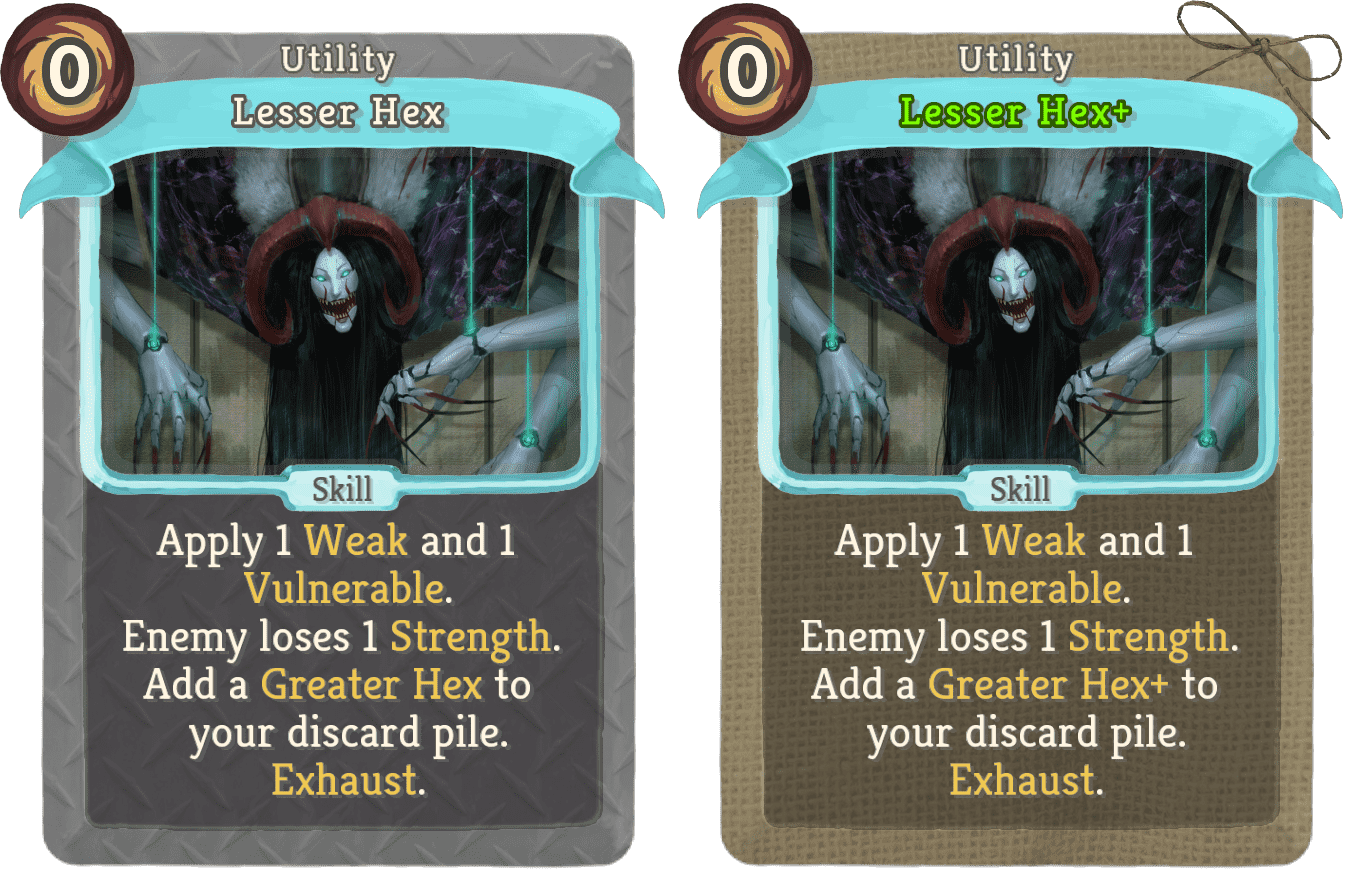 0
Utility
Lesser Hex
Skill
Apply 1 Weak and 1
Vulnerable.
Enemy loses 1 Strength.
Add a Greater Hex to
your discard pile.
Exhaust.
0
Utility
Lesser Hex+
Skill
Apply 1 Weak and 1
Vulnerable.
Enemy loses 1 Strength.
Add a Greater Hex+ to
your discard pile.
Exhaust.